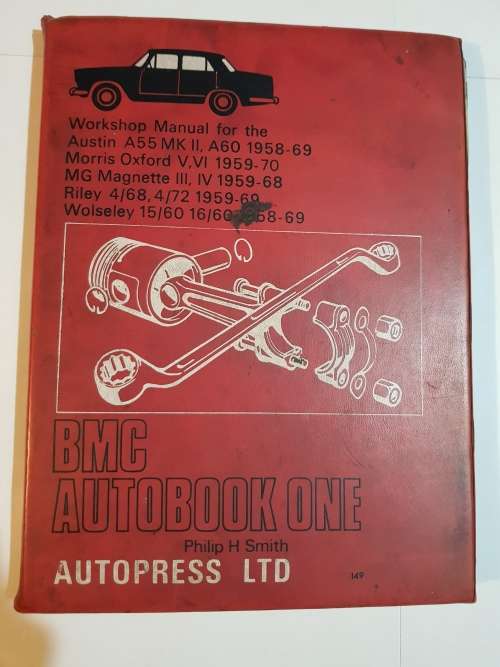 Workshop Manual for the
Austin A55 MK II, A60 1958-69
Morris Oxford V,VI 1959-70
MG Magnette III, IV 1959-68
Riley 4/68, 4/72 1959-69
Wolseley 15/60 16/60 1958-69
BMC
AUTOBOOK ONE
Philip H Smith
AUTOPRESS LTD
149